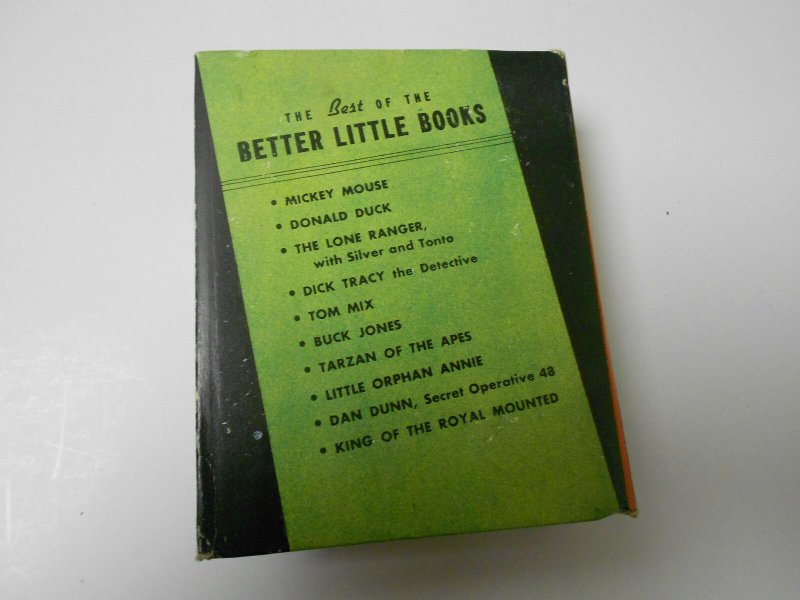 THE Best OF THE
BETTER LITTLE BOOKS
• MICKEY MOUSE
• DONALD DUCK
• THE LONE RANGER,
with Silver and Tonto
• DICK TRACY the Detective
• TOM MIX
• BUCK JONES
• TARZAN OF THE APES
• LITTLE ORPHAN ANNIE
• DAN DUNN, Secret Operative 48
• KING OF THE ROYAL MOUNTED